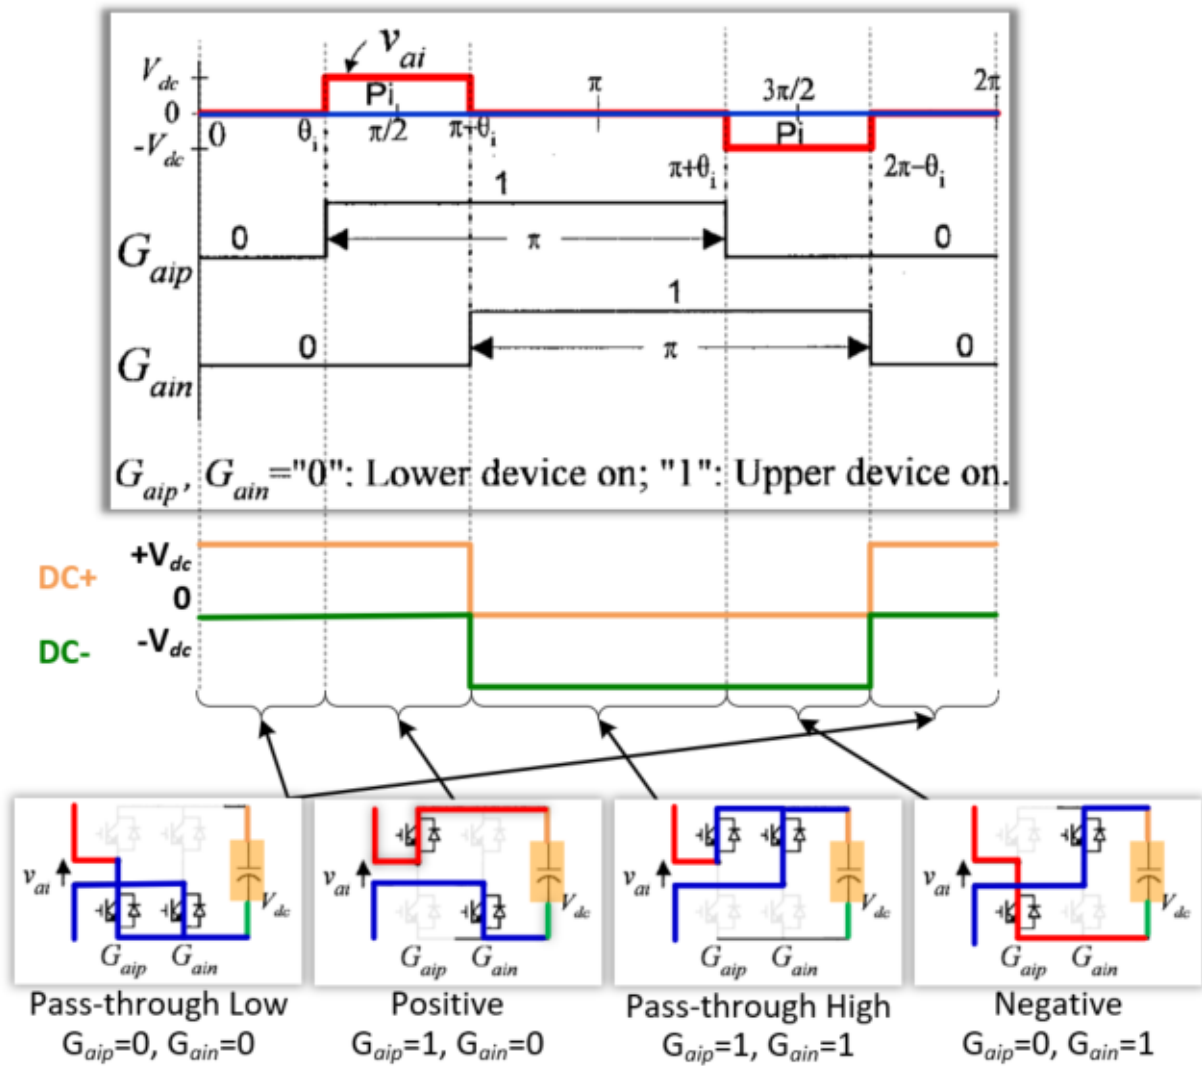 v_ai
V_dc
Pi
π
3π/2
2π
0
0
θ_i
π/2
π+θ_i
Pi
-V_dc
π+θ_i
2π−θ_i
1
G_aip
0
π
0
1
G_ain
0
π
0
G_aip, G_ain="0": Lower device on; "1": Upper device on.
DC+
+V_dc
0
DC-
-V_dc
v_ai
V_dc
G_aip
G_ain
v_ai
V_dc
G_aip
G_ain
v_ai
V_dc
G_aip
G_ain
v_ai
V_dc
G_aip
G_ain
Pass-through Low
G_aip=0, G_ain=0
Positive
G_aip=1, G_ain=0
Pass-through High
G_aip=1, G_ain=1
Negative
G_aip=0, G_ain=1